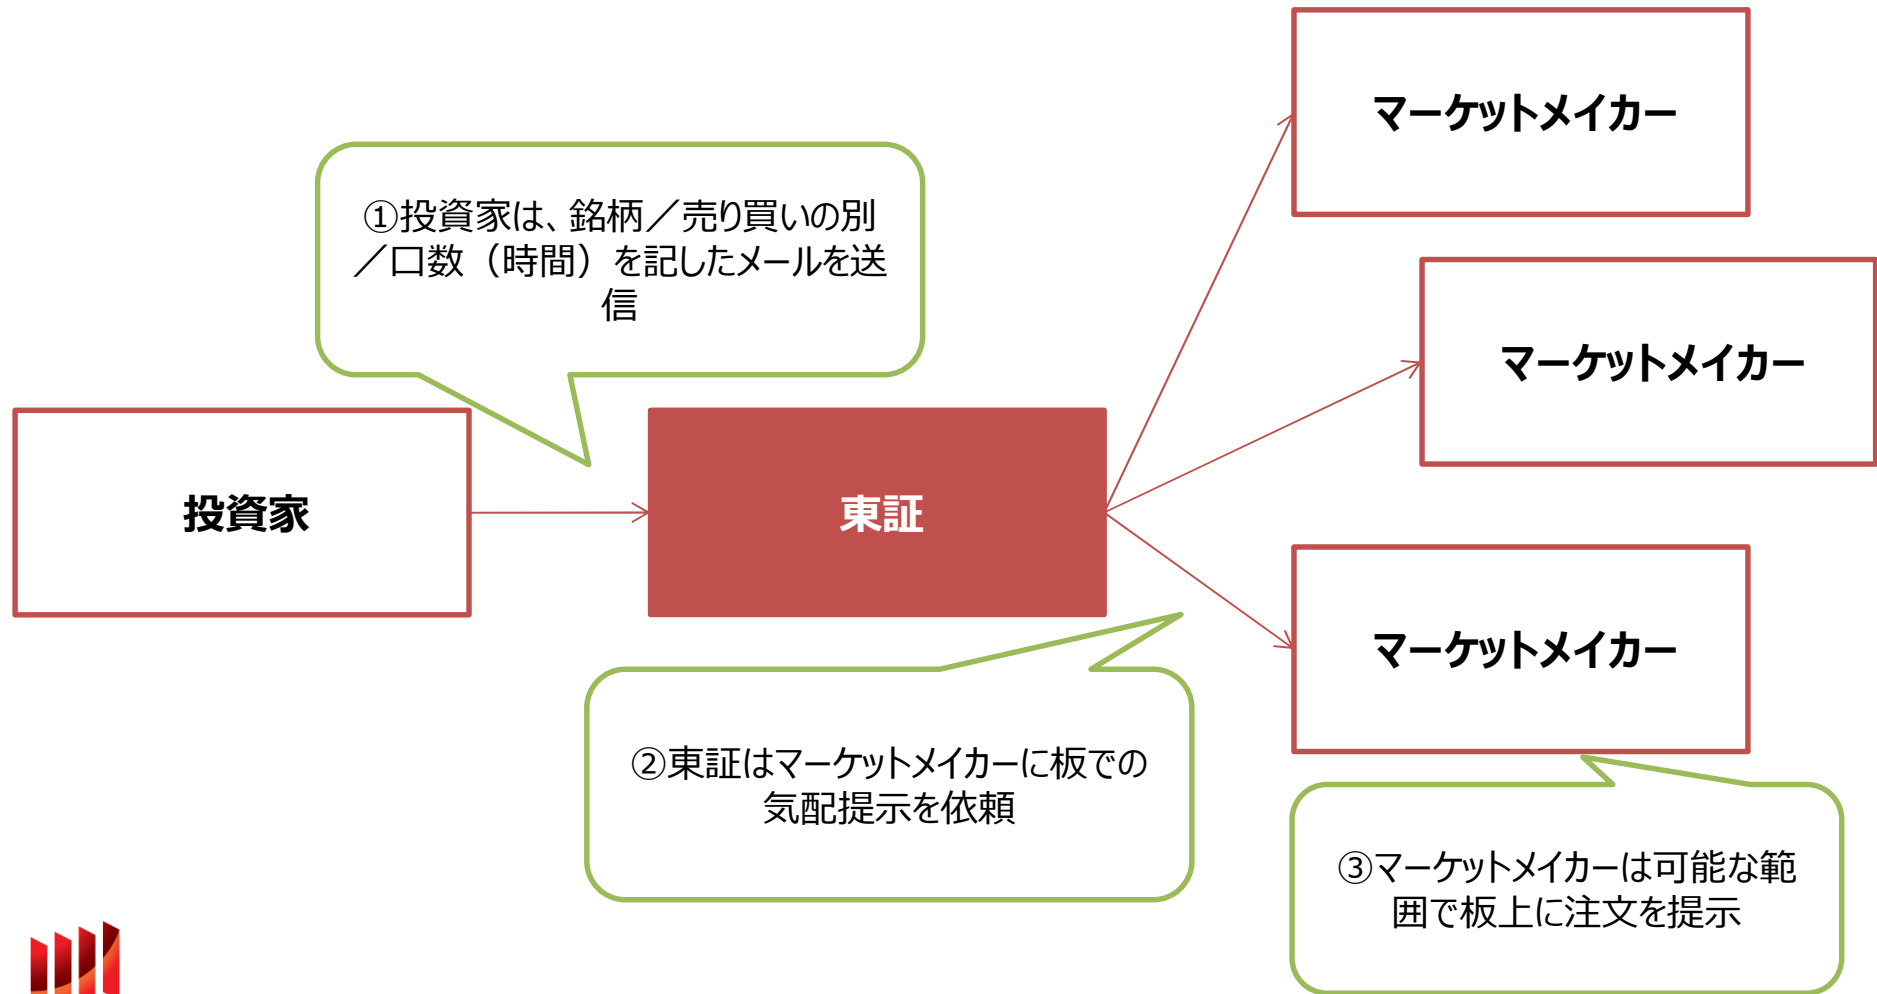 マーケットメイカー
①投資家は、銘柄／売り買いの別
／口数（時間）を記したメールを送
信
マーケットメイカー
投資家
東証
マーケットメイカー
②東証はマーケットメイカーに板での
気配提示を依頼
③マーケットメイカーは可能な範
囲で板上に注文を提示